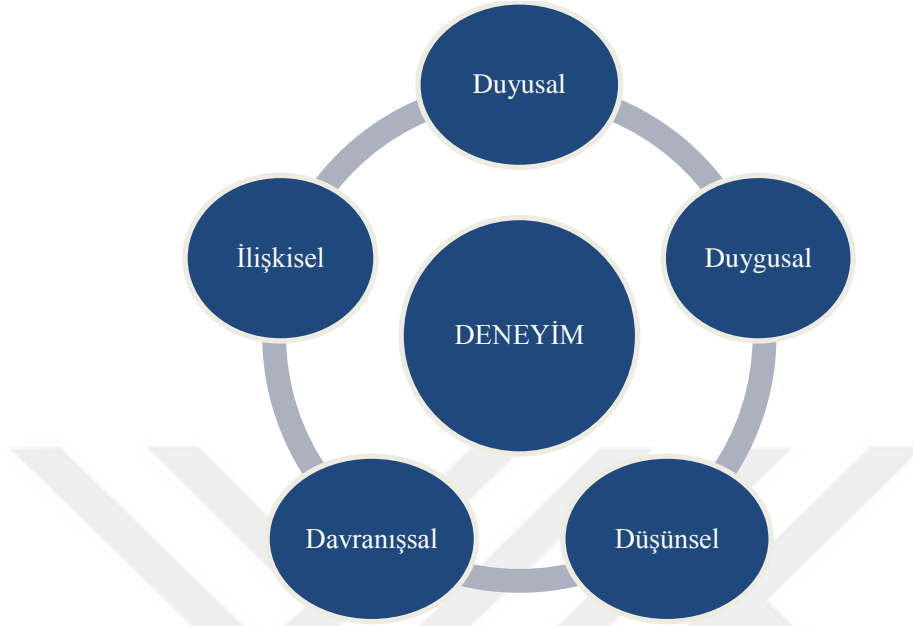 Duyusal
Duygusal
Düşünsel
Davranışsal
İlişkisel
DENEYİM